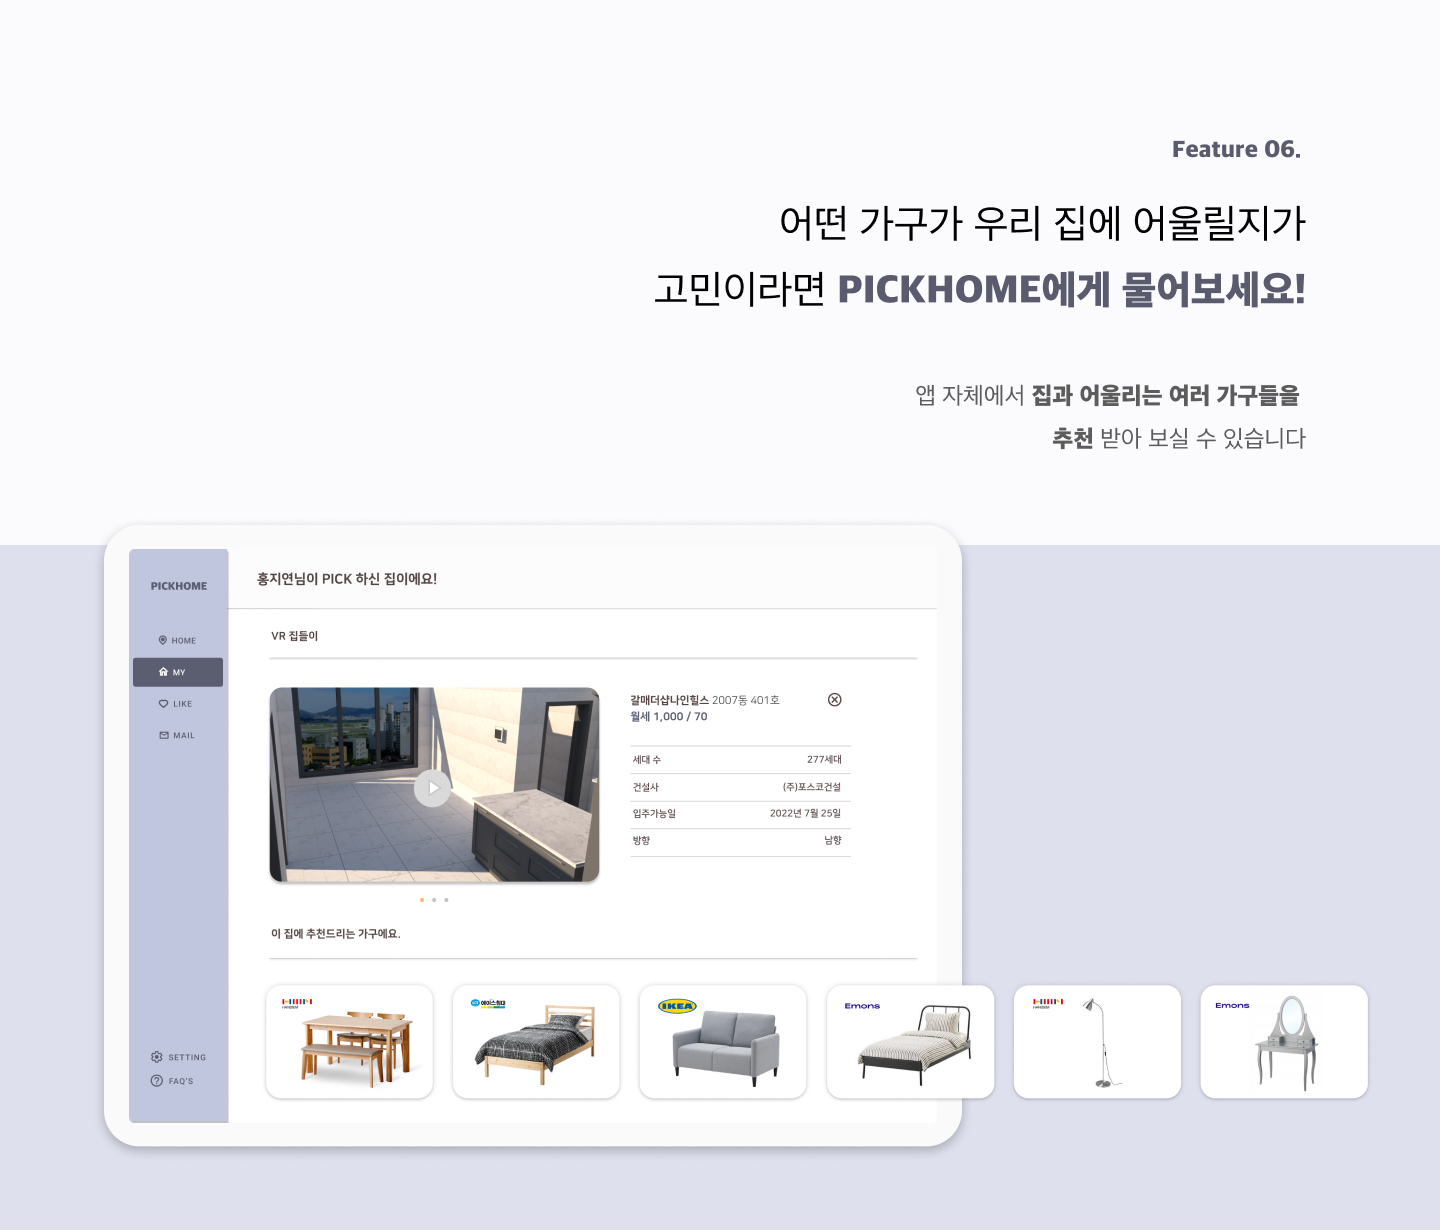 Feature 06.
어떤 가구가 우리 집에 어울릴지가
고민이라면 PICKHOME에게 물어보세요!
앱 자체에서 집과 어울리는 여러 가구들을
추천 받아 보실 수 있습니다
PICKHOME
HOME
MY
LIKE
MAIL
SETTING
FAQ'S
홍지연님이 PICK 하신 집이에요!
VR 집들이
갈매더샵나인힐스 2007동 401호
월세 1,000 / 70
세대 수 277세대
건설사 (주)포스코건설
입주가능일 2022년 7월 25일
방향 남향
이 집에 추천드리는 가구에요.
HANSSEM
에이스침대
IKEA
Emons
HANSSEM
Emons